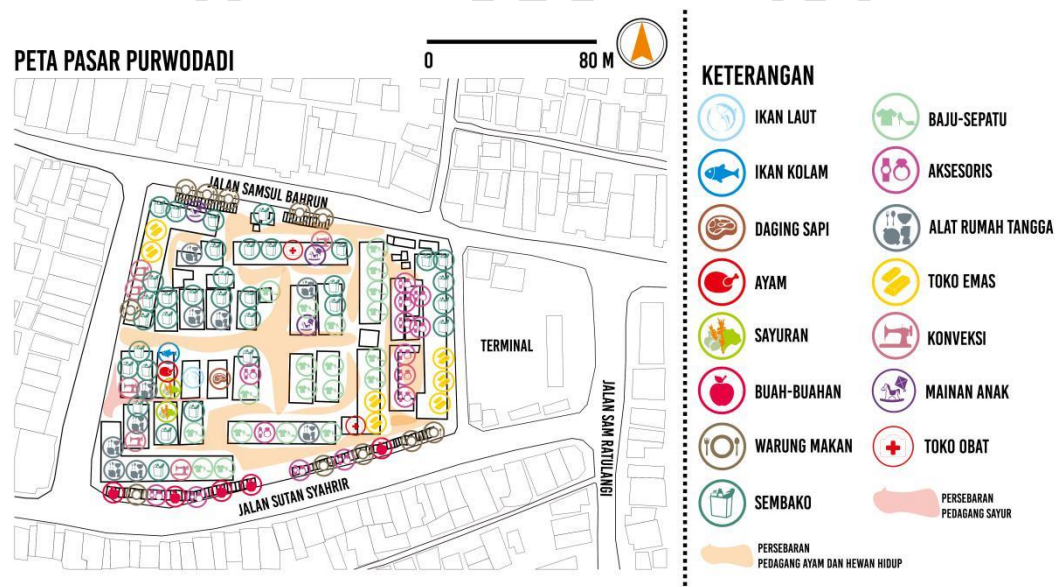 PETA PASAR PURWODADI
0 80 M
JALAN SAMSUL BAHRUN
TERMINAL
JALAN SAM RATULANGI
JALAN SUTAN SYAHRIR
KETERANGAN
IKAN LAUT
IKAN KOLAM
DAGING SAPI
AYAM
SAYURAN
BUAH-BUAHAN
WARUNG MAKAN
SEMBAKO
BAJU-SEPATU
AKSESORIS
ALAT RUMAH TANGGA
TOKO EMAS
KONVEKSI
MAINAN ANAK
TOKO OBAT
PERSEBARAN
PEDAGANG SAYUR
PERSEBARAN
PEDAGANG AYAM DAN HEWAN HIDUP